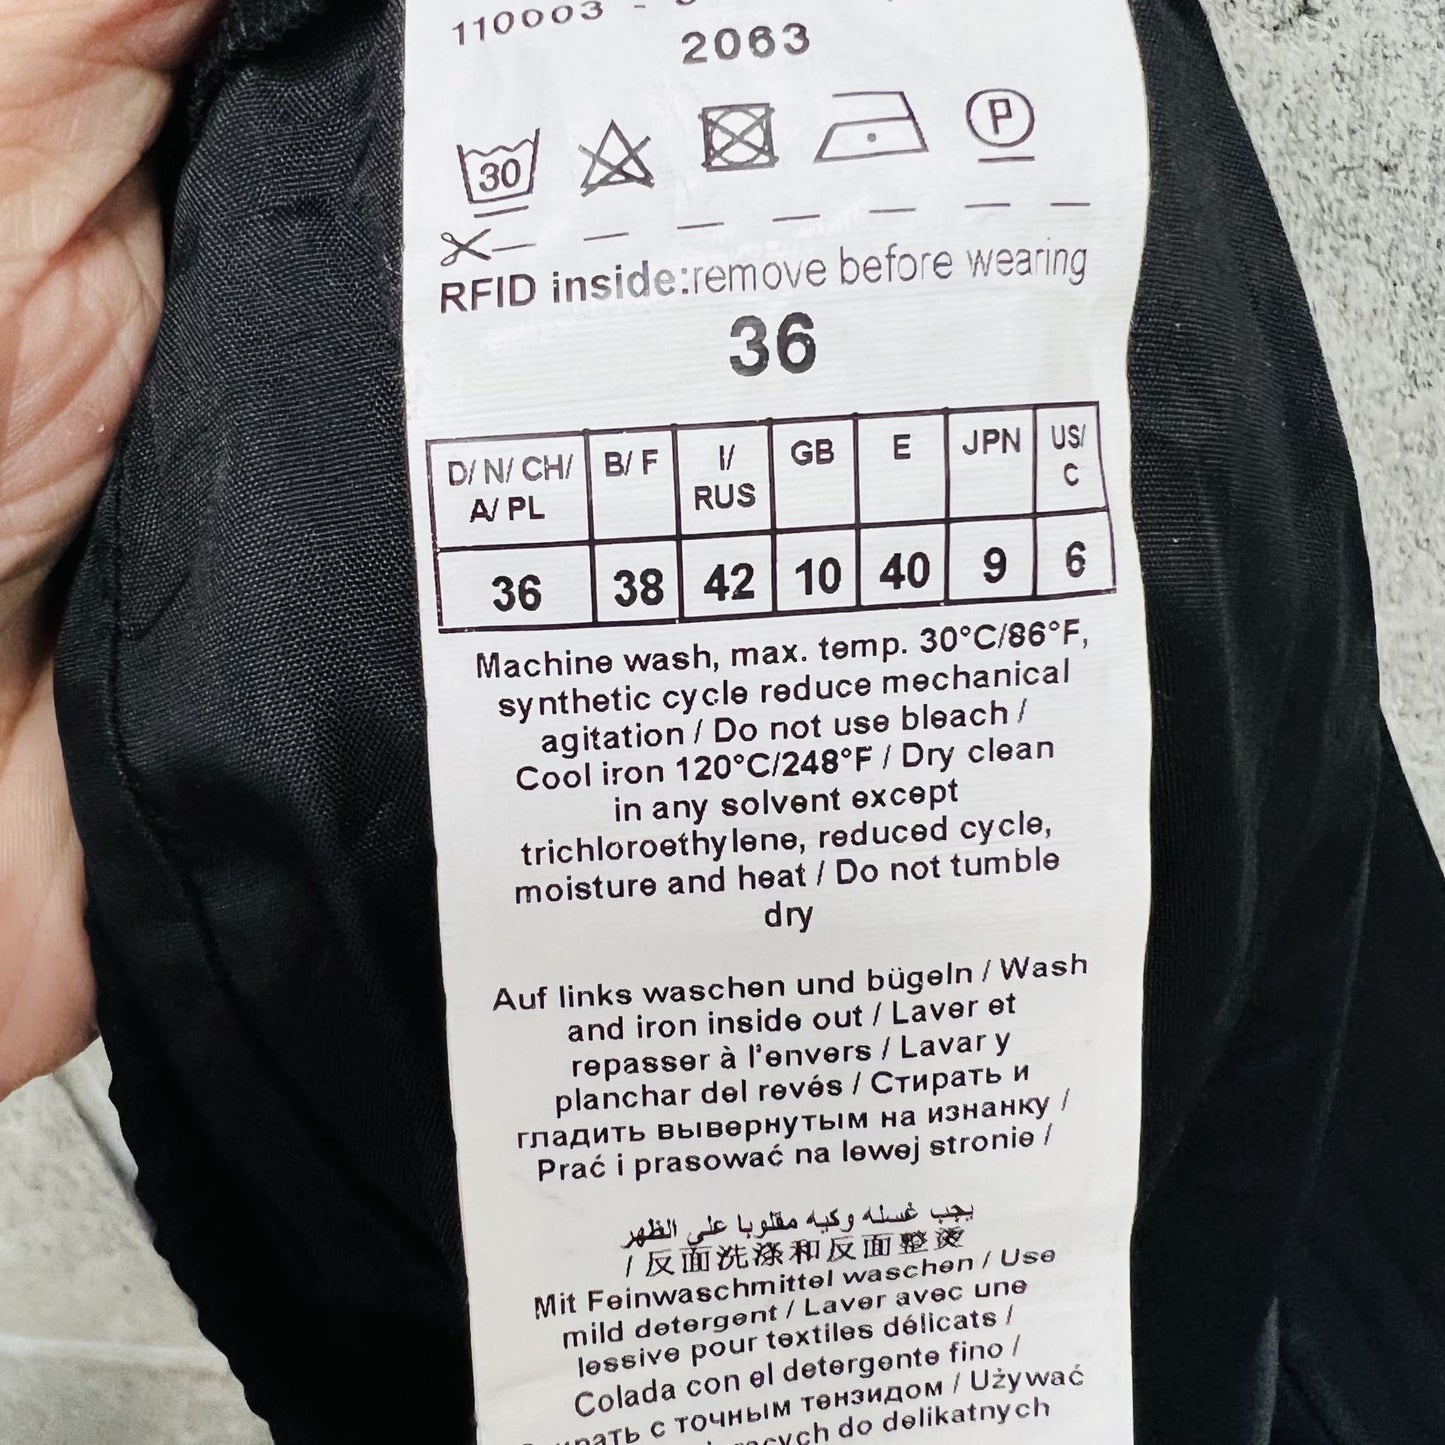 110003 -
2063
30 P
RFID inside:remove before wearing
36
D/ N/ CH/ A/ PL B/ F I/ RUS GB E JPN US/ C
36 38 42 10 40 9 6
Machine wash, max. temp. 30°C/86°F,
synthetic cycle reduce mechanical
agitation / Do not use bleach /
Cool iron 120°C/248°F / Dry clean
in any solvent except
trichloroethylene, reduced cycle,
moisture and heat / Do not tumble
dry
Auf links waschen und bügeln / Wash
and iron inside out / Laver et
repasser à l'envers / Lavar y
planchar del revés / Стирать и
гладить вывернутым на изнанку /
Prać i prasować na lewej stronie /
يجب غسله وكيه مقلوبا على الظهر
/ 反面洗涤和反面整烫
Mit Feinwaschmittel waschen / Use
mild detergent / Laver avec une
lessive pour textiles délicats /
Colada con el detergente fino /
с точным тензидом / Używać
do delikatnych